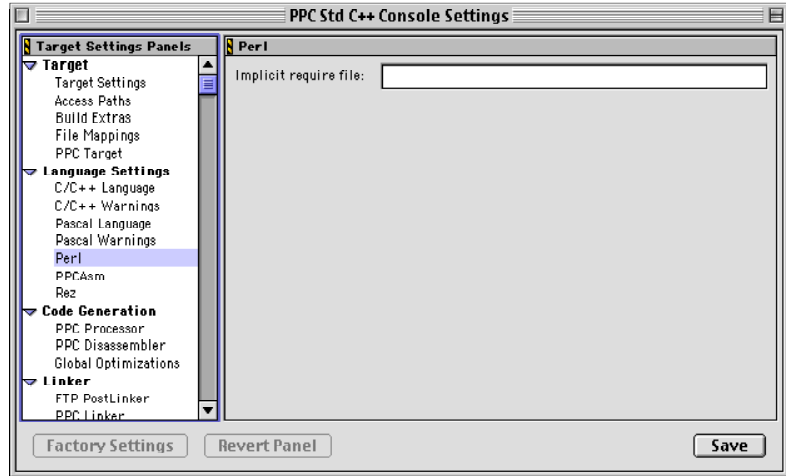 PPC Std C++ Console Settings
Target Settings Panels
Target
Target Settings
Access Paths
Build Extras
File Mappings
PPC Target
Language Settings
C/C++ Language
C/C++ Warnings
Pascal Language
Pascal Warnings
Perl
PPCAsm
Rez
Code Generation
PPC Processor
PPC Disassembler
Global Optimizations
Linker
FTP PostLinker
PPC Linker
Perl
Implicit require file:
Factory Settings
Revert Panel
Save